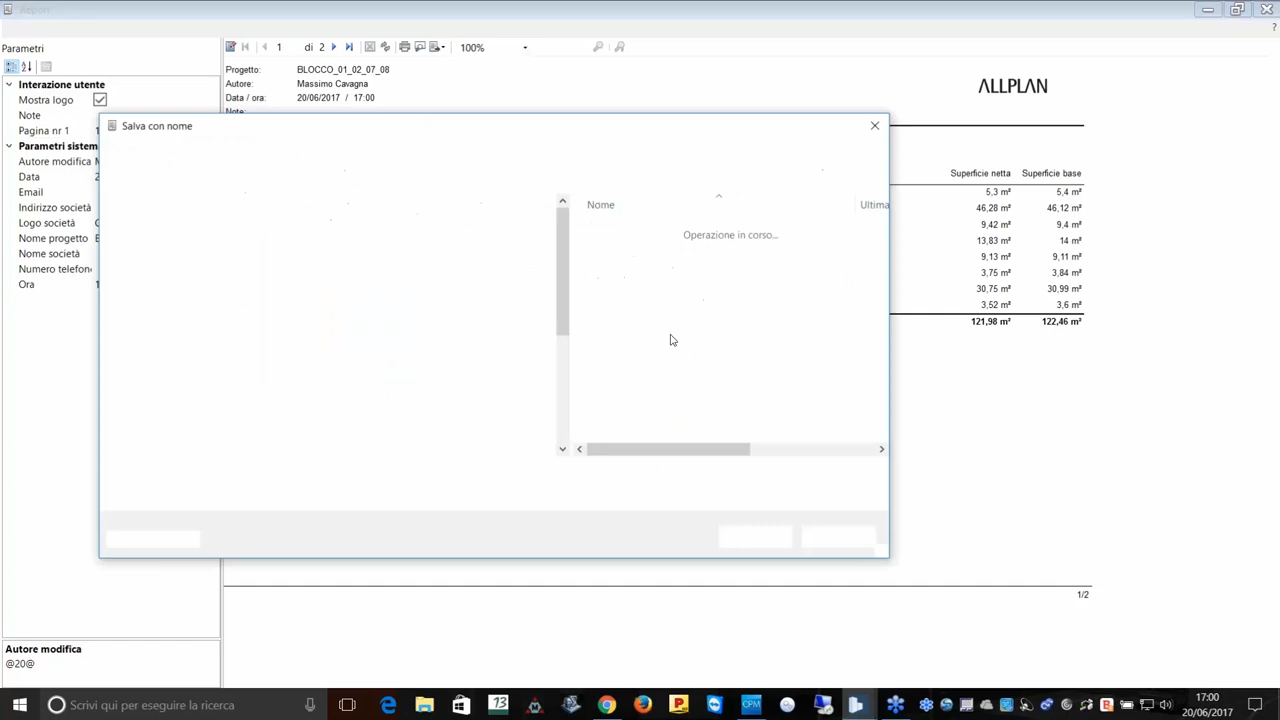 Report
?
Parametri
1 di 2 100%
Interazione utente
Mostra logo
Note
Pagina nr 1
Parametri sistem
Autore modifica
Data
Email
Indirizzo società
Logo società
Nome progetto
Nome società
Numero telefon
Ora
Autore modifica
@20@
Progetto: BLOCCO_01_02_07_08
Autore: Massimo Cavagna
Data / ora: 20/06/2017 / 17:00
Note:
ALLPLAN
Superficie netta Superficie base
5,3 m² 5,4 m²
46,28 m² 46,12 m²
9,42 m² 9,4 m²
13,83 m² 14 m²
9,13 m² 9,11 m²
3,75 m² 3,84 m²
30,75 m² 30,99 m²
3,52 m² 3,6 m²
121,98 m² 122,46 m²
1/2
Salva con nome
Nome Ultima
Operazione in corso...
Scrivi qui per eseguire la ricerca
13
CPM
17:00
20/06/2017